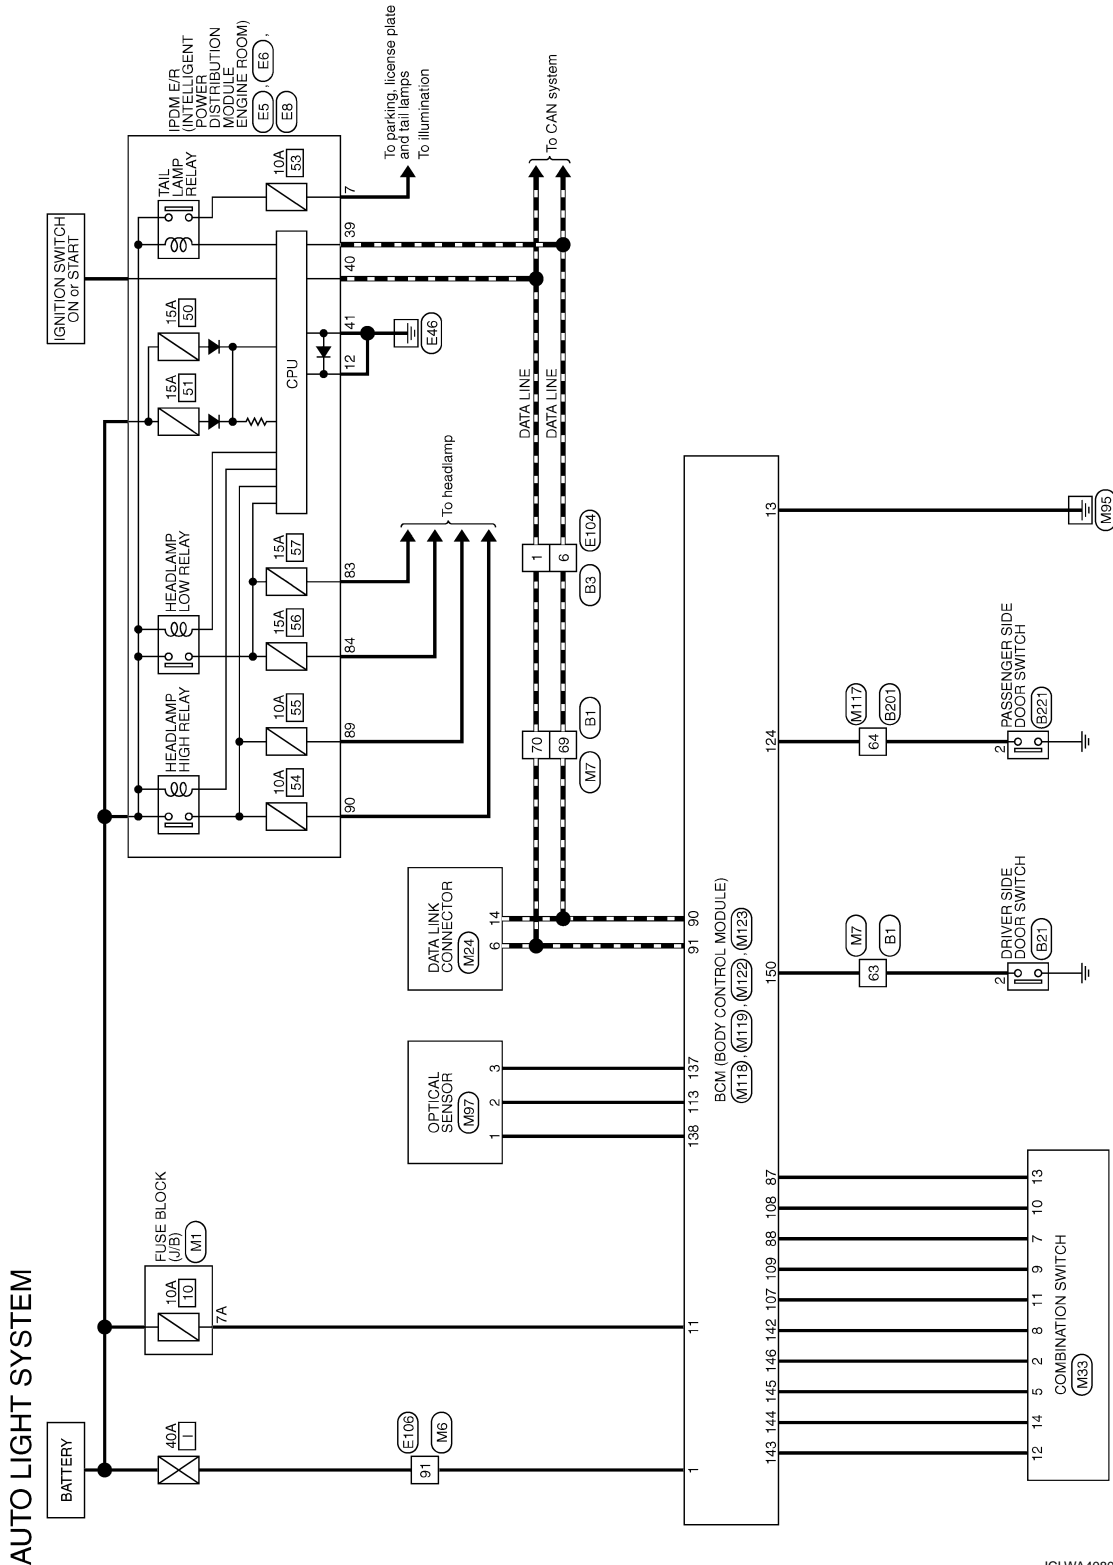 AUTO LIGHT SYSTEM
BATTERY
IGNITION SWITCH
ON or START
40A
I
E106
M6
91
1
FUSE BLOCK
(J/B)
M1
10A
10
7A
11
IPDM E/R
(INTELLIGENT
POWER
DISTRIBUTION
MODULE
ENGINE ROOM)
E5 , E6 ,
E8
HEADLAMP
HIGH RELAY
HEADLAMP
LOW RELAY
TAIL
LAMP
RELAY
15A
51
15A
50
CPU
10A
54
10A
55
15A
56
15A
57
10A
53
90
89
84
83
12
41
40
39
7
E46
To headlamp
To parking, license plate
and tail lamps
To illumination
To CAN system
DATA LINE
DATA LINE
1
6
E104
B3
70
69
B1
M7
DATA LINK
CONNECTOR
M24
6
14
91
90
OPTICAL
SENSOR
M97
1
2
3
138
113
137
BCM (BODY CONTROL MODULE)
M118 , M119 , M122 , M123
143
144
145
146
142
107
109
88
108
87
150
124
13
12
14
5
2
8
11
9
7
10
13
COMBINATION SWITCH
M33
M7
B1
63
2
DRIVER SIDE
DOOR SWITCH
B21
M117
B201
64
2
PASSENGER SIDE
DOOR SWITCH
B221
M95